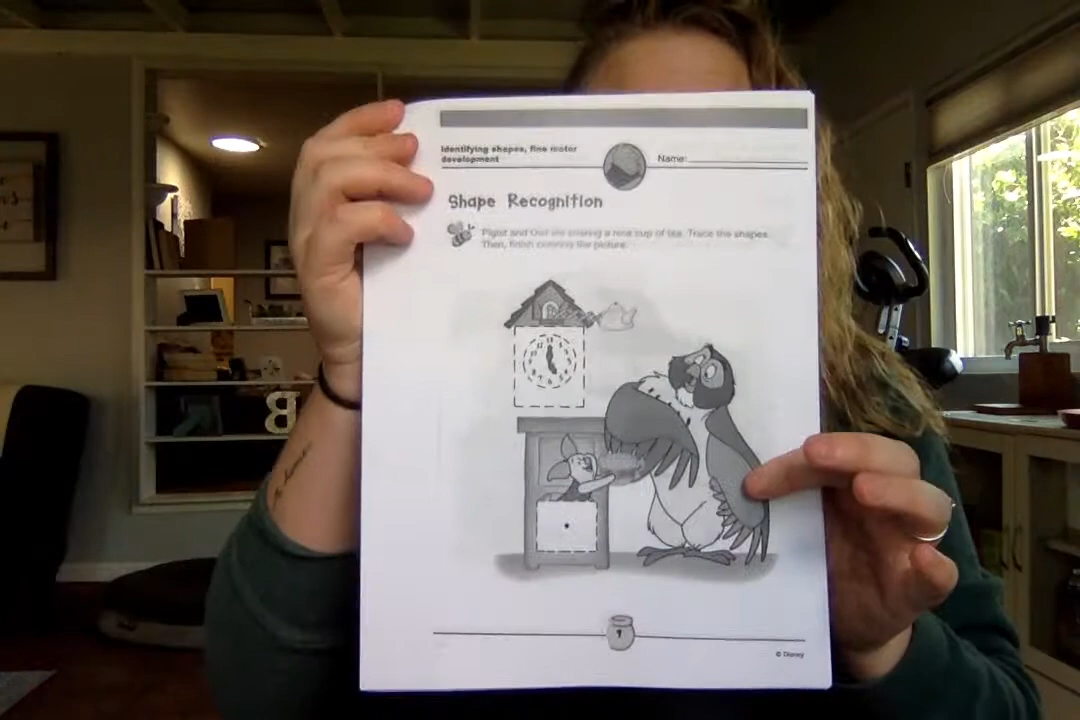 Identifying shapes, fine motor
development
Name:
Shape Recognition
Piglet and Owl are sharing a nice cup of tea. Trace the shapes.
Then, finish coloring the picture.
9
© Disney
B